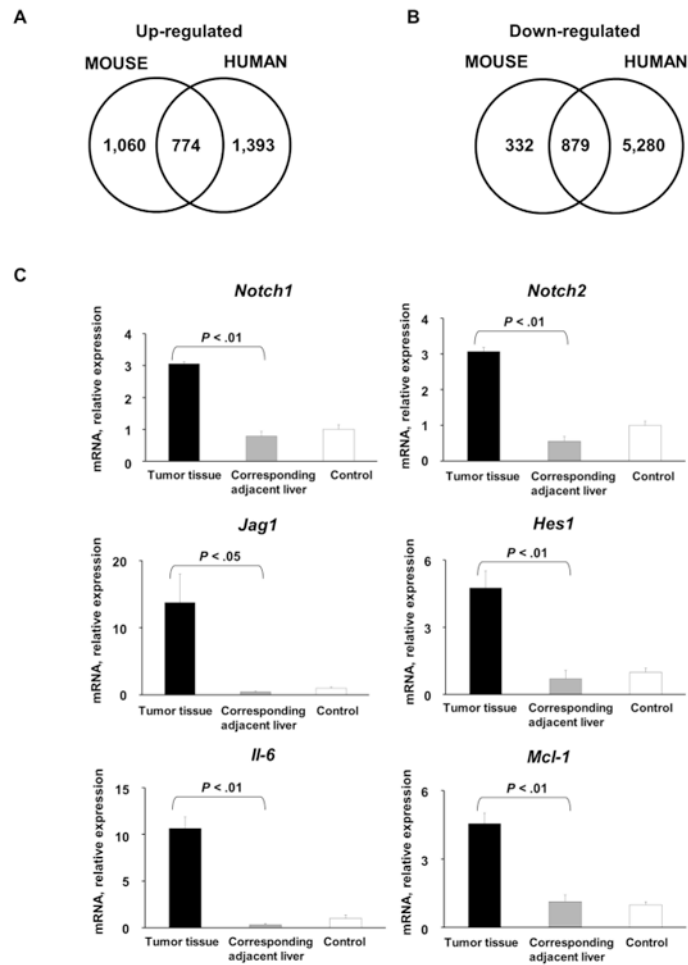 A
Up-regulated
MOUSE HUMAN
1,060 774 1,393
B
Down-regulated
MOUSE HUMAN
332 879 5,280
C
Notch1
mRNA, relative expression
4
3
2
1
0
P < .01
Tumor tissue Corresponding adjacent liver Control
Notch2
mRNA, relative expression
4
3
2
1
0
P < .01
Tumor tissue Corresponding adjacent liver Control
Jag1
mRNA, relative expression
20
10
0
P < .05
Tumor tissue Corresponding adjacent liver Control
Hes1
mRNA, relative expression
6
4
2
0
P < .01
Tumor tissue Corresponding adjacent liver Control
Il-6
mRNA, relative expression
15
10
5
0
P < .01
Tumor tissue Corresponding adjacent liver Control
Mcl-1
mRNA, relative expression
6
4
2
0
P < .01
Tumor tissue Corresponding adjacent liver Control